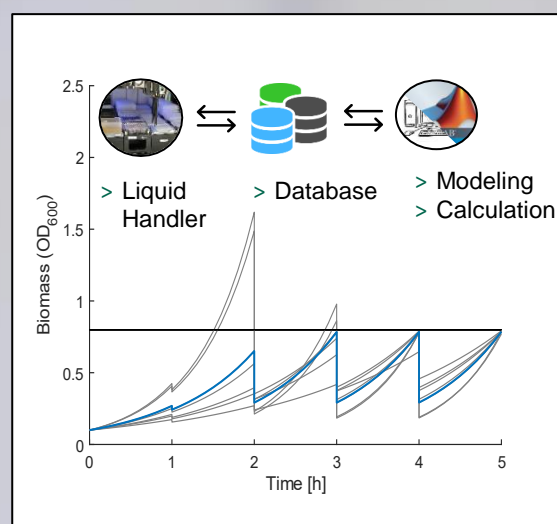 2.5
2
1.5
1
0.5
0
Biomass (OD600)
> Liquid
Handler
> Database
> Modeling
> Calculation
0 1 2 3 4 5
Time [h]